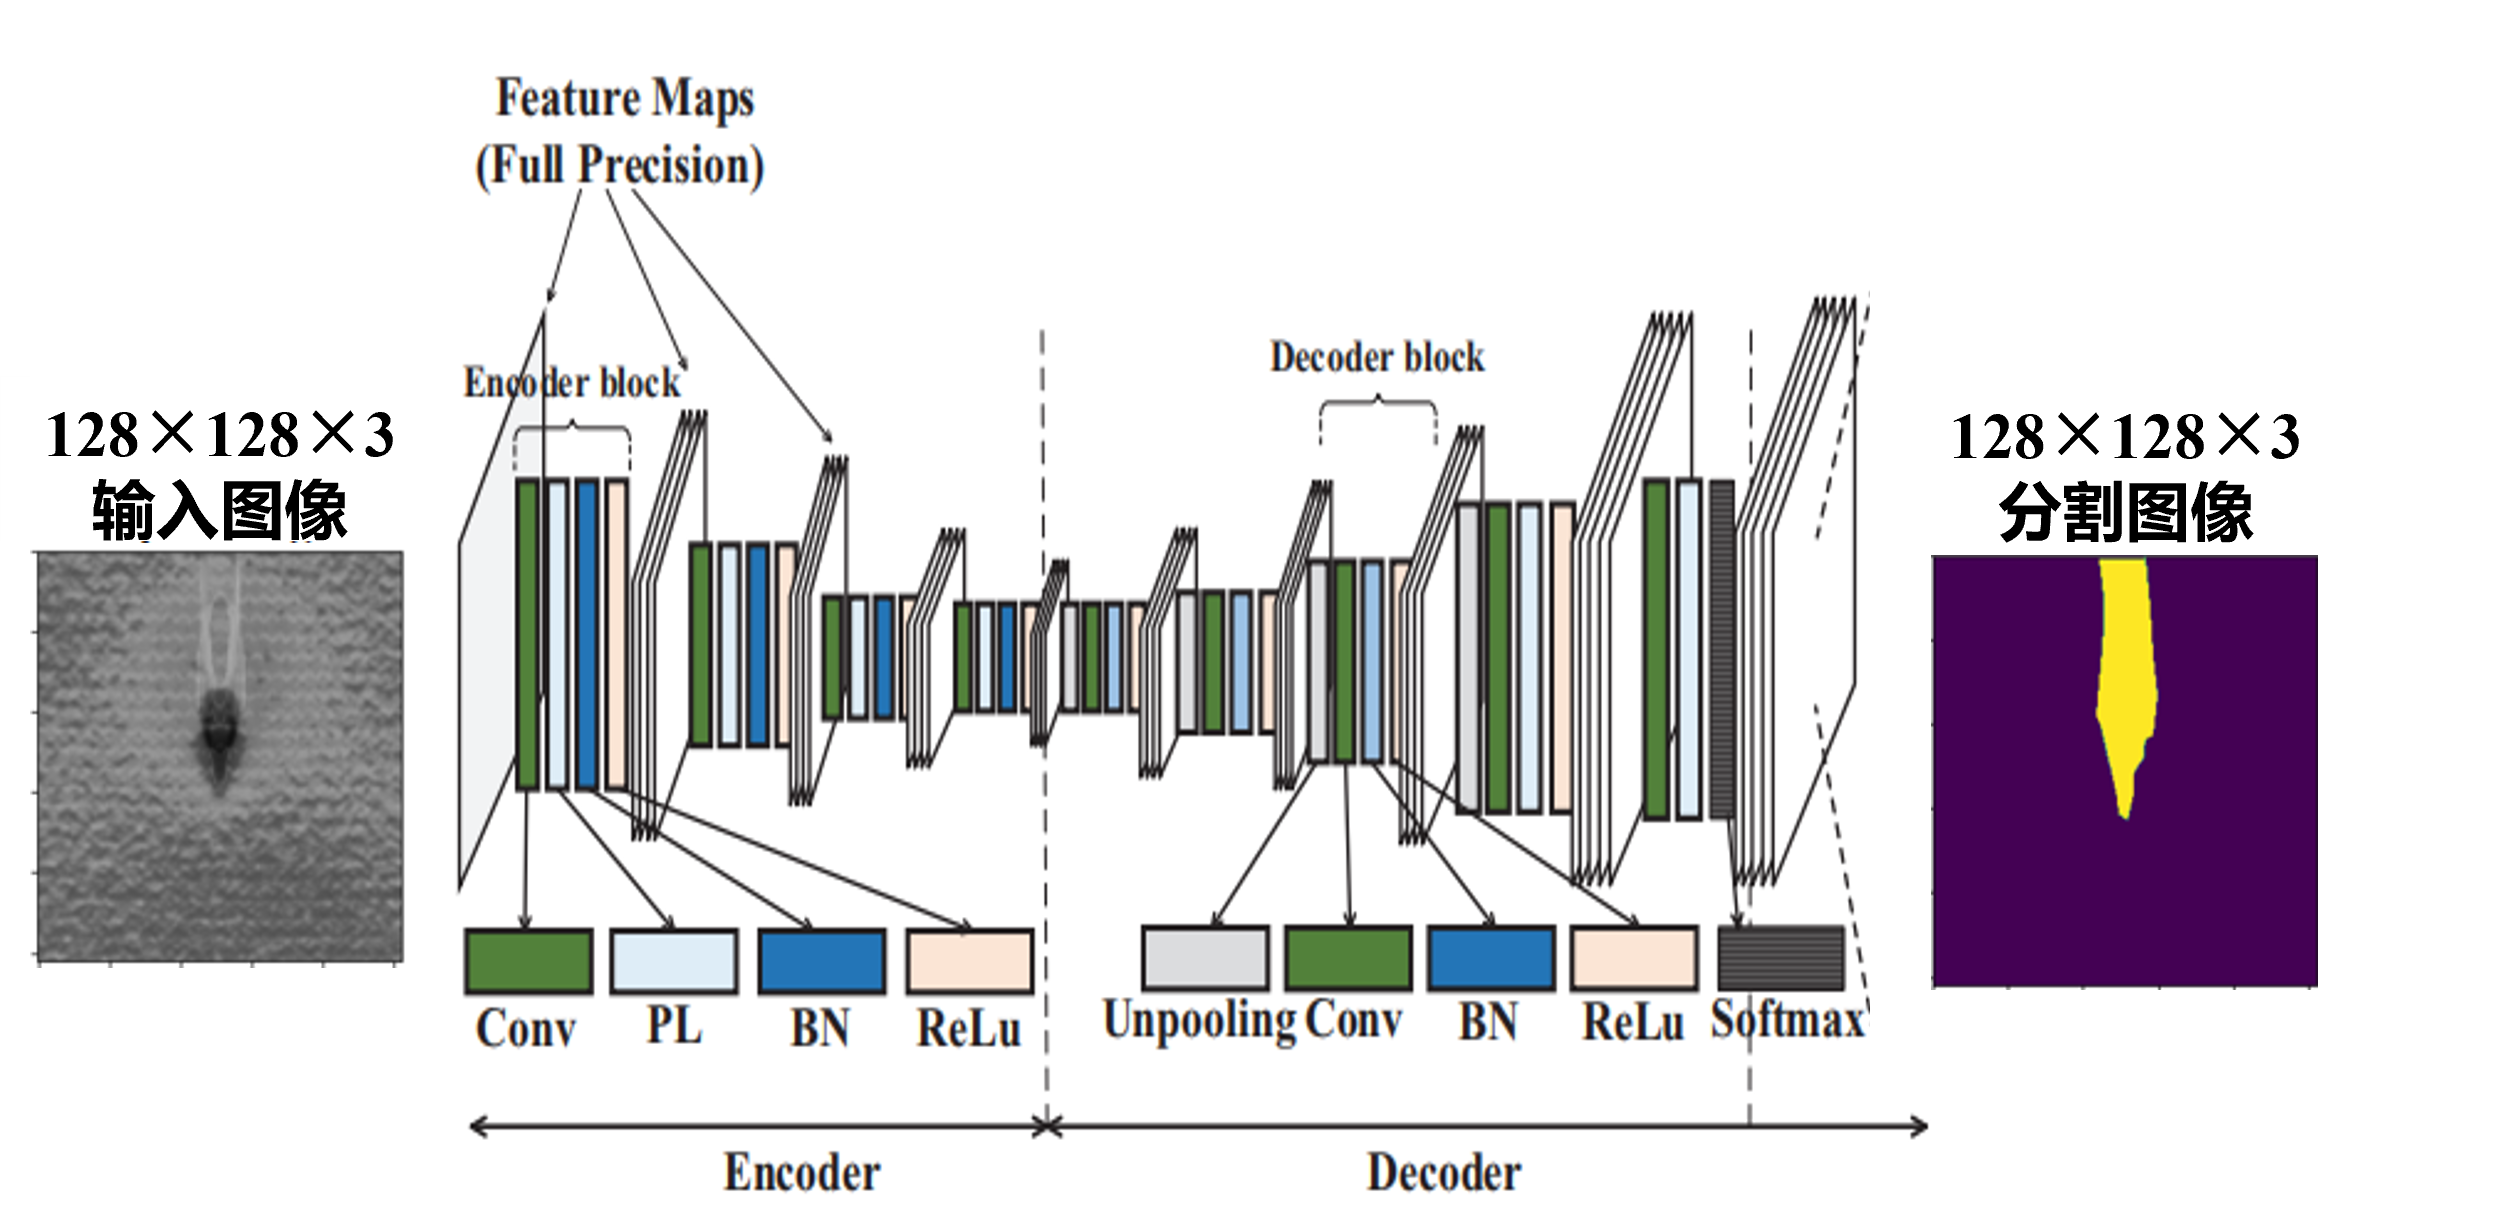 Feature Maps
(Full Precision)
Encoder block
Decoder block
128×128×3
输入图像
128×128×3
分割图像
Conv
PL
BN
ReLu
Unpooling
Conv
BN
ReLu
Softmax
Encoder
Decoder